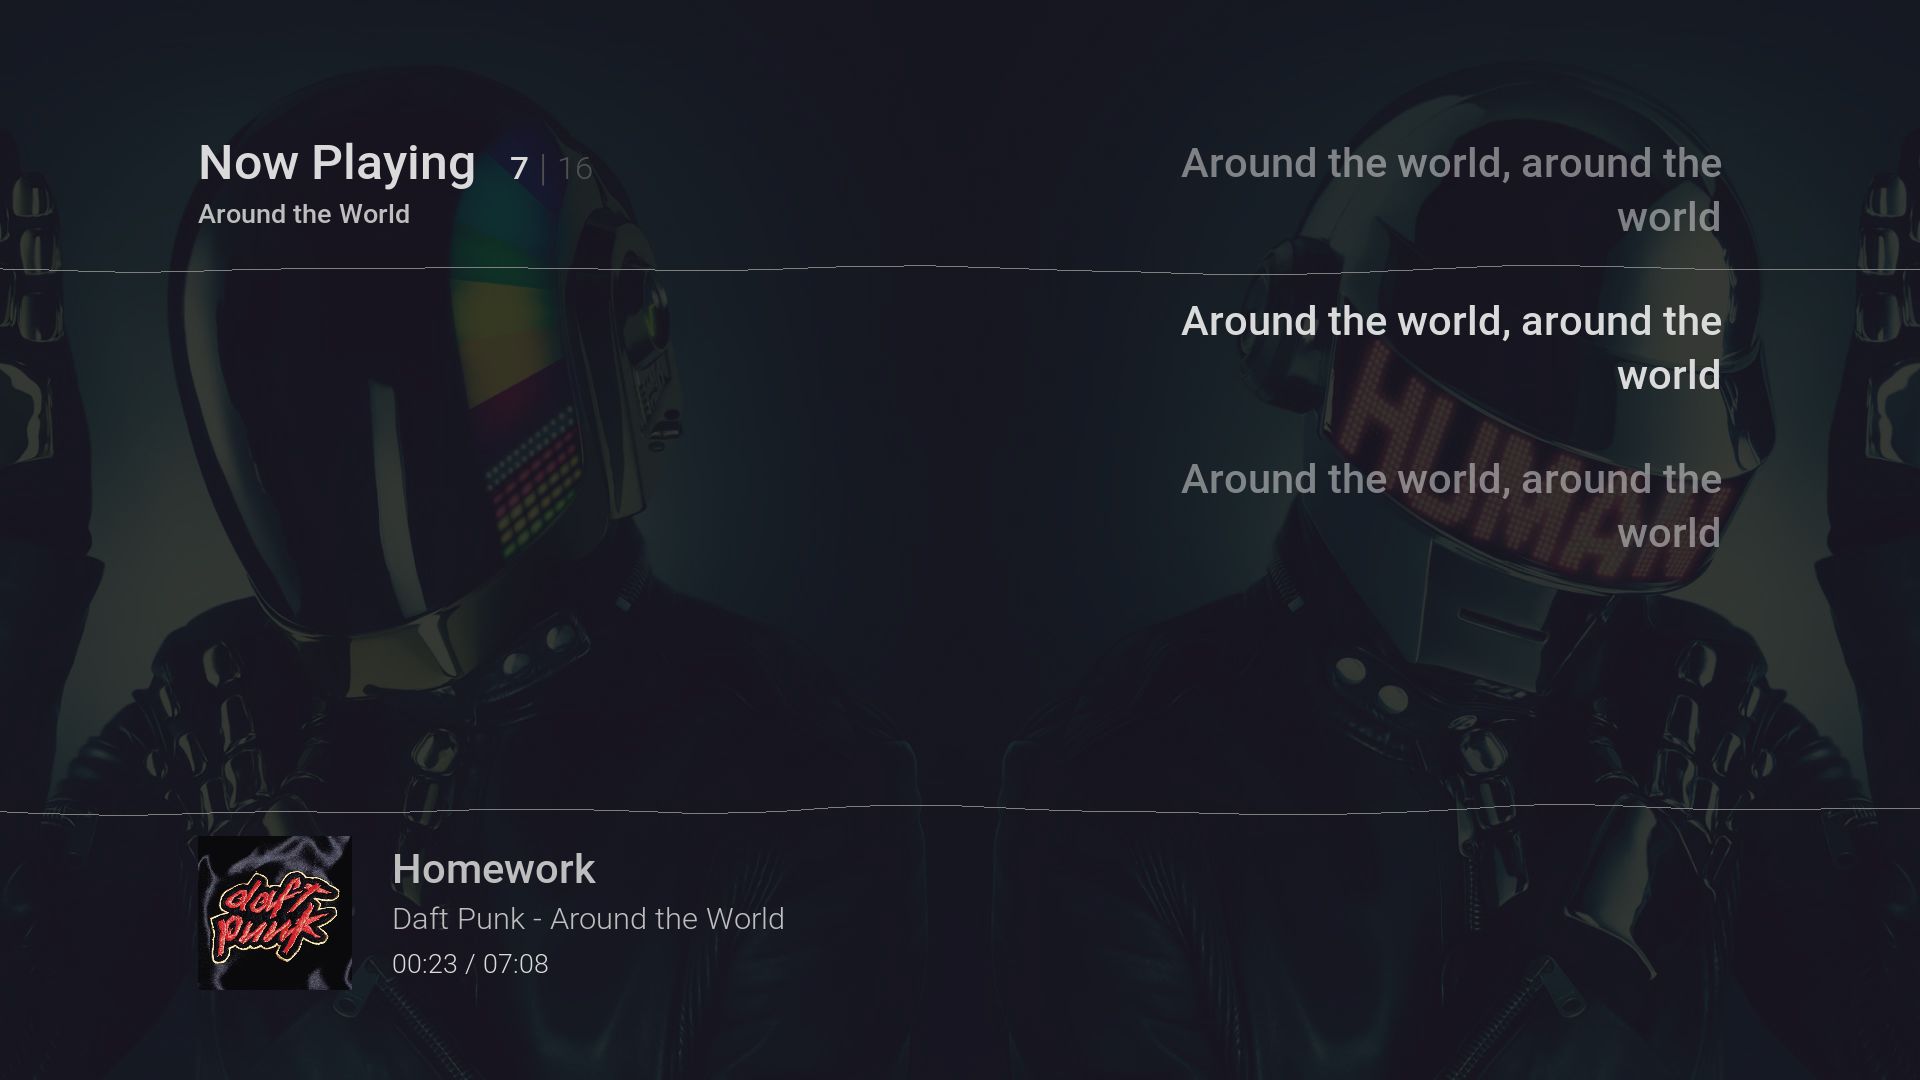 Now Playing 7 | 16
Around the World
Around the world, around the
world
Around the world, around the
world
Around the world, around the
world
HUMAN
daft
punk
Homework
Daft Punk - Around the World
00:23 / 07:08